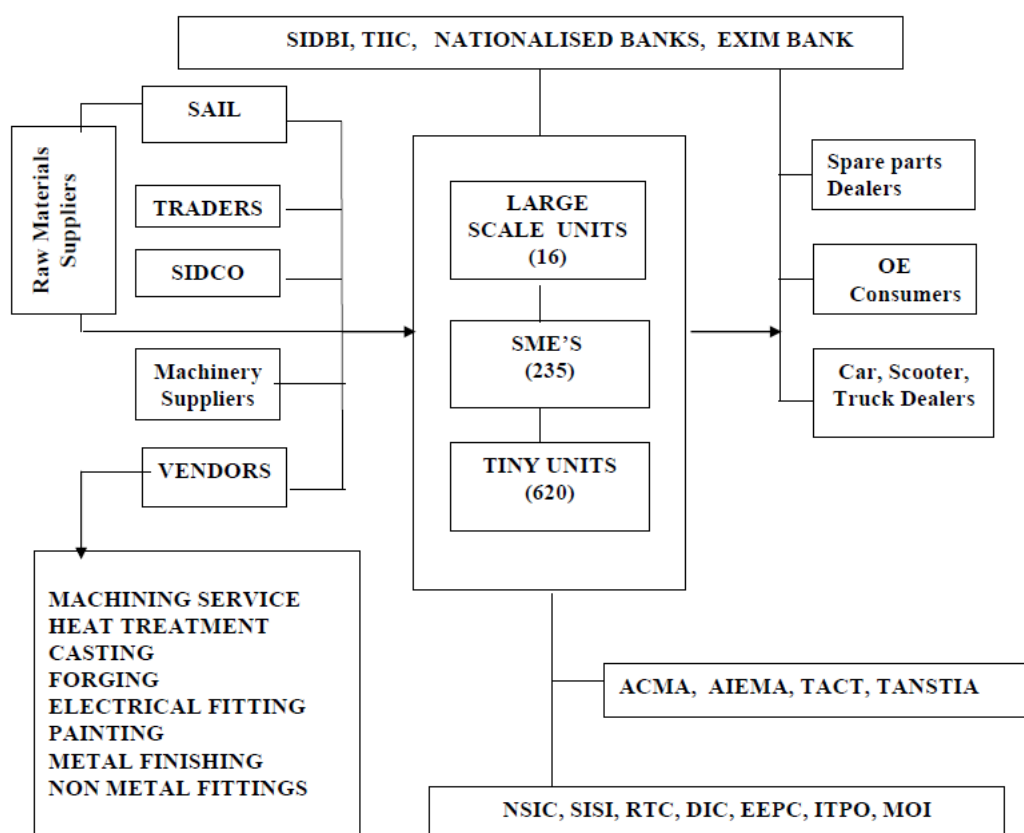 SIDBI, TIIC, NATIONALISED BANKS, EXIM BANK
SAIL
Raw Materials
Suppliers
TRADERS
SIDCO
Machinery
Suppliers
VENDORS
MACHINING SERVICE
HEAT TREATMENT
CASTING
FORGING
ELECTRICAL FITTING
PAINTING
METAL FINISHING
NON METAL FITTINGS
LARGE
SCALE UNITS
(16)
SME’S
(235)
TINY UNITS
(620)
Spare parts
Dealers
OE
Consumers
Car, Scooter,
Truck Dealers
ACMA, AIEMA, TACT, TANSTIA
NSIC, SISI, RTC, DIC, EEPC, ITPO, MOI